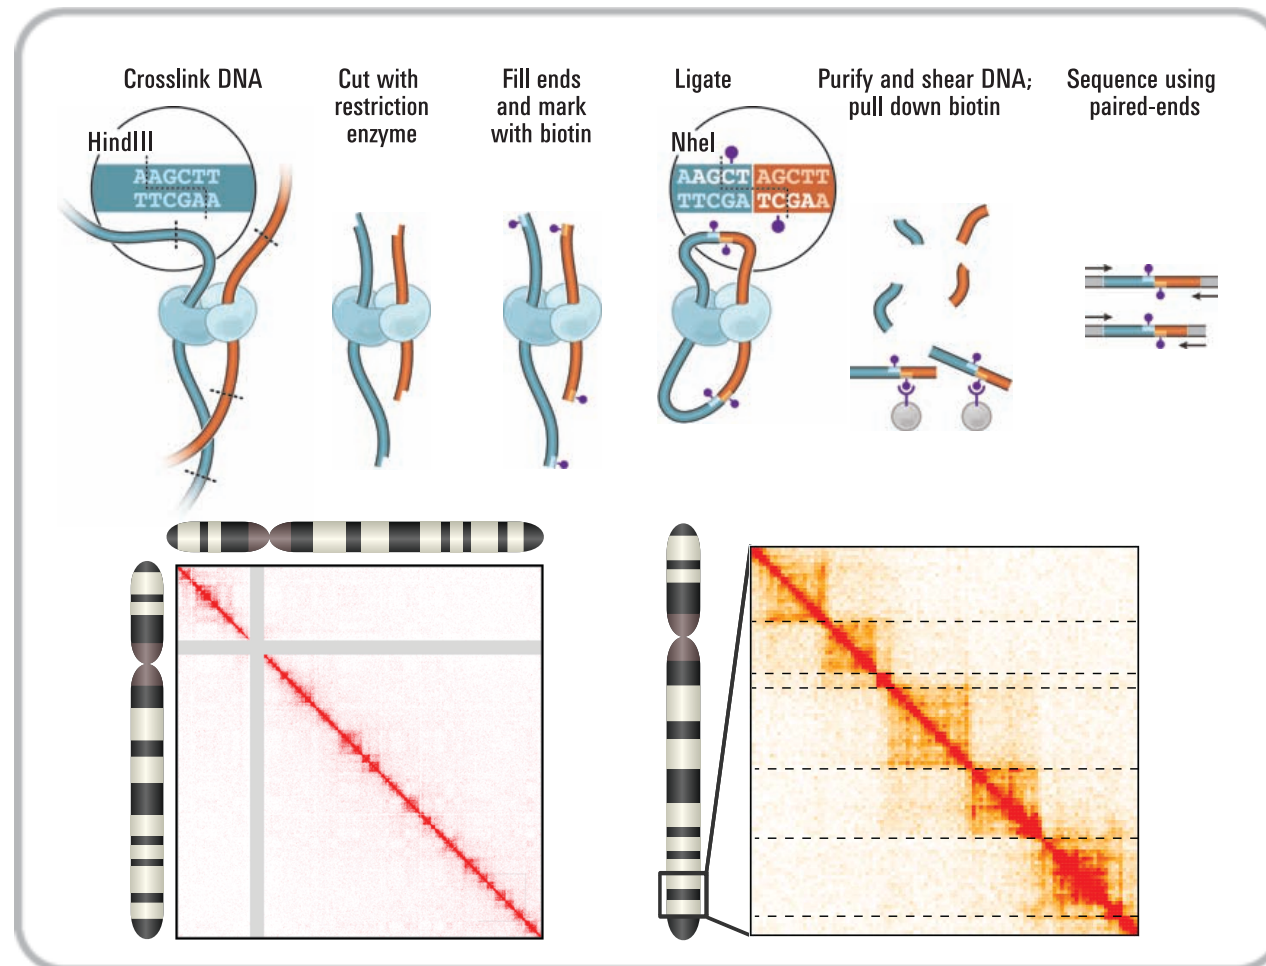 Crosslink DNA
Cut with
restriction
enzyme
Fill ends
and mark
with biotin
Ligate
Purify and shear DNA;
pull down biotin
Sequence using
paired-ends
HindIII
AAGCTT
TTCGAA
NheI
AAGCT AGCTT
TTCGA TCGAA